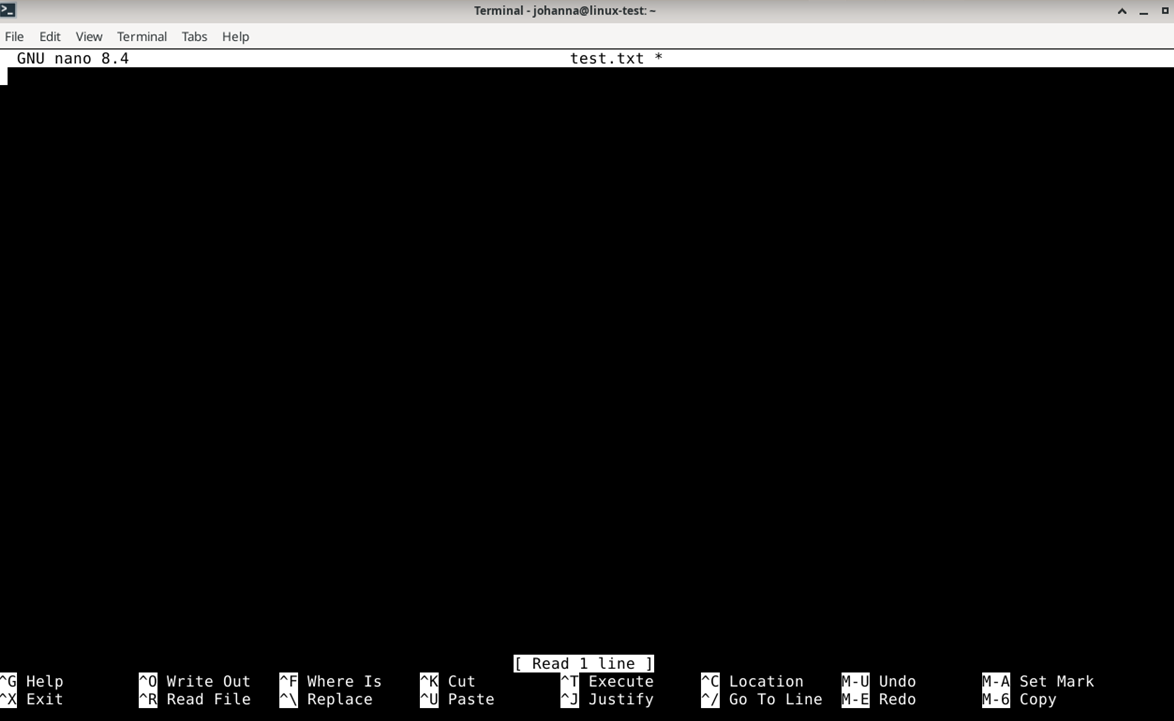 Terminal - johanna@linux-test: ~
File Edit View Terminal Tabs Help
GNU nano 8.4 test.txt *
[ Read 1 line ]
^G Help ^O Write Out ^F Where Is ^K Cut ^T Execute ^C Location M-U Undo M-A Set Mark
^X Exit ^R Read File ^\ Replace ^U Paste ^J Justify ^/ Go To Line M-E Redo M-6 Copy